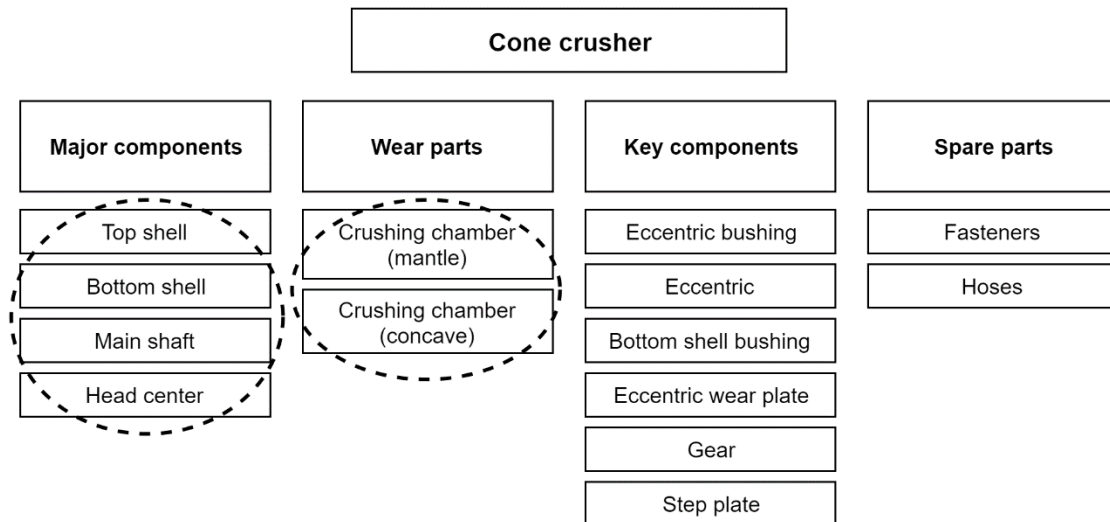 Cone crusher
Major components
Wear parts
Key components
Spare parts
Top shell
Bottom shell
Main shaft
Head center
Crushing chamber
(mantle)
Crushing chamber
(concave)
Eccentric bushing
Eccentric
Bottom shell bushing
Eccentric wear plate
Gear
Step plate
Fasteners
Hoses